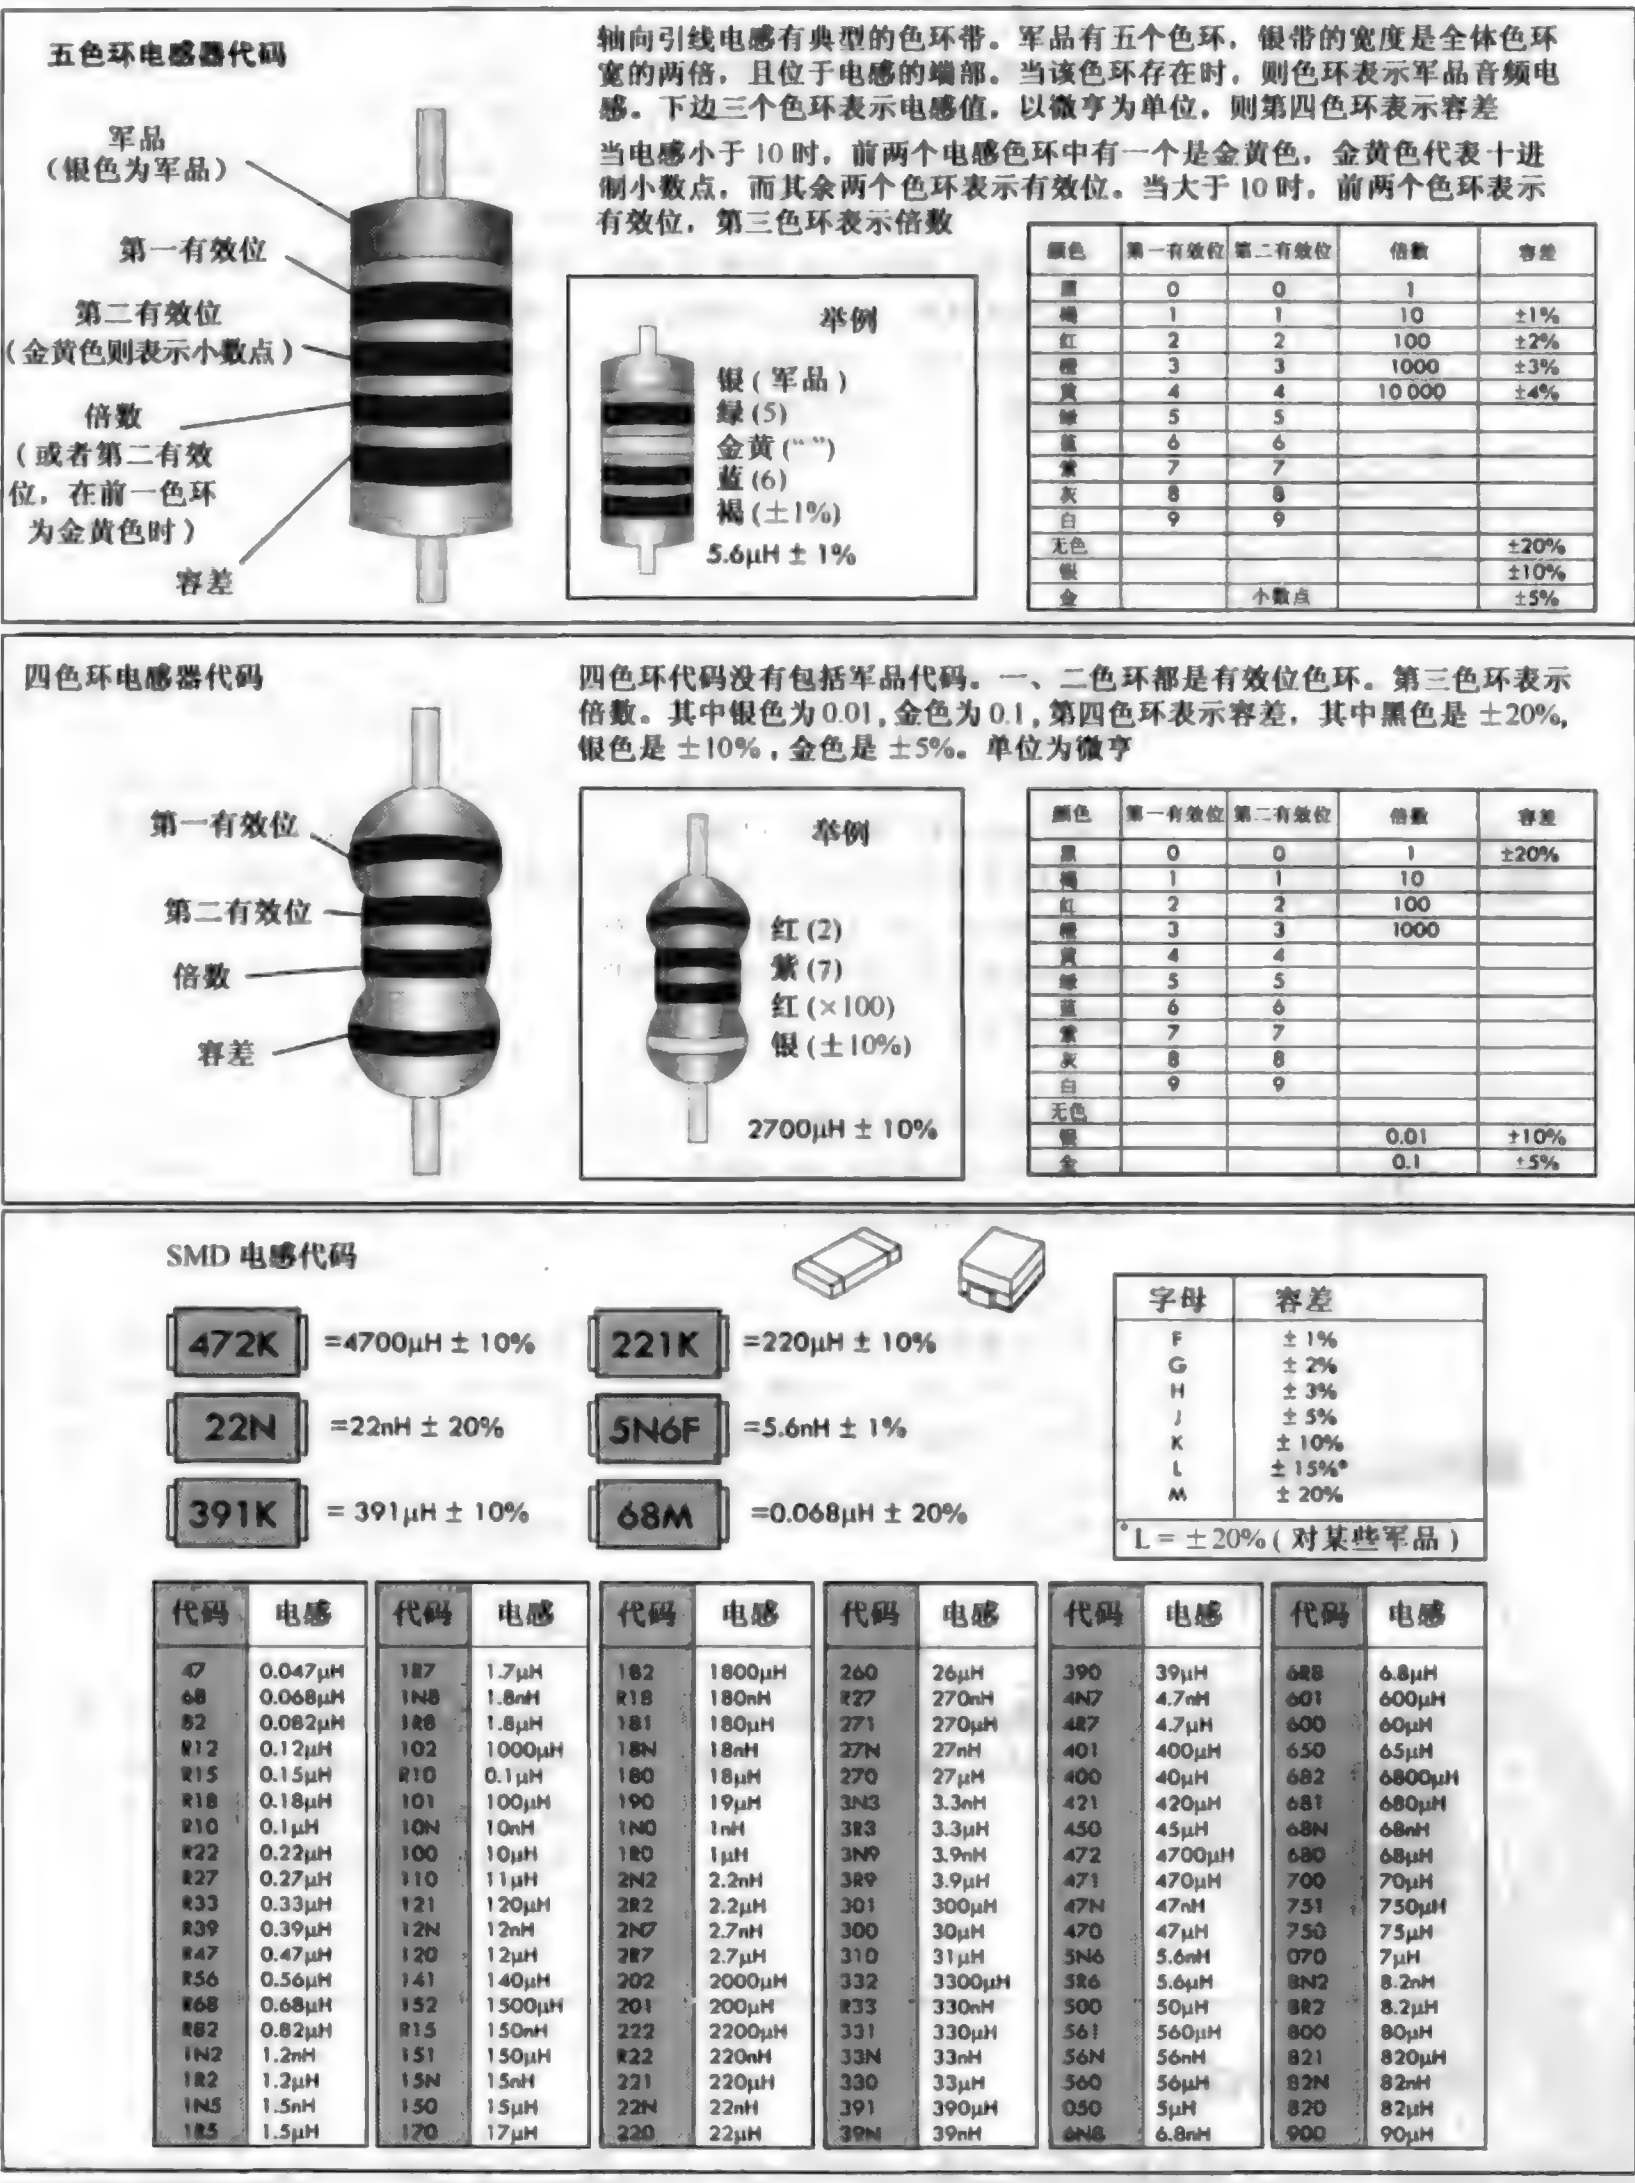 五色环电感器代码
轴向引线电感有典型的色环带。军品有五个色环，银带的宽度是全体色环
宽的两倍，且位于电感的端部。当该色环存在时，则色环表示军品音频电
感。下边三个色环表示电感值，以微亨为单位，则第四色环表示容差
当电感小于 10 时，前两个电感色环中有一个是金黄色，金黄色代表十进
制小数点，而其余两个色环表示有效位。当大于 10 时，前两个色环表示
有效位，第三色环表示倍数
军品
（银色为军品）
第一有效位
第二有效位
（金黄色则表示小数点）
倍数
（或者第二有效
位，在前一色环
为金黄色时）
容差
举例
银（军品）
绿 (5)
金黄 (“ ”)
蓝 (6)
褐 (±1%)
5.6μH ± 1%
颜色 第一有效位 第二有效位 倍数 容差
黑 0 0 1
褐 1 1 10 ±1%
红 2 2 100 ±2%
橙 3 3 1000 ±3%
黄 4 4 10 000 ±4%
绿 5 5
蓝 6 6
紫 7 7
灰 8 8
白 9 9
无色 ±20%
银 ±10%
金 小数点 ±5%
四色环电感器代码
四色环代码没有包括军品代码。一、二色环都是有效位色环。第三色环表示
倍数。其中银色为 0.01, 金色为 0.1, 第四色环表示容差，其中黑色是 ±20%,
银色是 ±10%, 金色是 ±5%。单位为微亨
第一有效位
第二有效位
倍数
容差
举例
红 (2)
紫 (7)
红 (×100)
银 (±10%)
2700μH ± 10%
颜色 第一有效位 第二有效位 倍数 容差
黑 0 0 1 ±20%
褐 1 1 10
红 2 2 100
橙 3 3 1000
黄 4 4
绿 5 5
蓝 6 6
紫 7 7
灰 8 8
白 9 9
无色
银 0.01 ±10%
金 0.1 ±5%
SMD 电感代码
472K =4700μH ± 10%
221K =220μH ± 10%
22N =22nH ± 20%
5N6F =5.6nH ± 1%
391K = 391μH ± 10%
68M =0.068μH ± 20%
字母 容差
F ± 1%
G ± 2%
H ± 3%
J ± 5%
K ± 10%
L ± 15%*
M ± 20%
*L = ±20%（对某些军品）
代码 电感 代码 电感 代码 电感 代码 电感 代码 电感 代码 电感
47 0.047μH 1R7 1.7μH 182 1800μH 260 26μH 390 39μH 6R8 6.8μH
68 0.068μH 1N8 1.8nH R18 180nH R27 270nH 4N7 4.7nH 601 600μH
82 0.082μH 1R8 1.8μH 181 180μH 271 270μH 4R7 4.7μH 600 60μH
R12 0.12μH 102 1000μH 18N 18nH 27N 27nH 401 400μH 650 65μH
R15 0.15μH R10 0.1μH 180 18μH 270 27μH 400 40μH 682 6800μH
R18 0.18μH 101 100μH 190 19μH 3N3 3.3nH 421 420μH 681 680μH
R10 0.1μH 10N 10nH 1N0 1nH 3R3 3.3μH 450 45μH 68N 68nH
R22 0.22μH 100 10μH 1R0 1μH 3N9 3.9nH 472 4700μH 680 68μH
R27 0.27μH 110 11μH 2N2 2.2nH 3R9 3.9μH 471 470μH 700 70μH
R33 0.33μH 121 120μH 2R2 2.2μH 301 300μH 47N 47nH 751 750μH
R39 0.39μH 12N 12nH 2N7 2.7nH 300 30μH 470 47μH 750 75μH
R47 0.47μH 120 12μH 2R7 2.7μH 310 31μH 5N6 5.6nH 070 7μH
R56 0.56μH 141 140μH 202 2000μH 332 3300μH 5R6 5.6μH 8N2 8.2nH
R68 0.68μH 152 1500μH 201 200μH R33 330nH 500 50μH 8R2 8.2μH
R82 0.82μH R15 150nH 222 2200μH 331 330μH 561 560μH 800 80μH
1N2 1.2nH 151 150μH R22 220nH 33N 33nH 56N 56nH 821 820μH
1R2 1.2μH 15N 15nH 221 220μH 330 33μH 560 56μH 82N 82nH
1N5 1.5nH 150 15μH 22N 22nH 391 390μH 050 5μH 820 82μH
1R5 1.5μH 170 17μH 220 22μH 39N 39nH 6N8 6.8nH 900 90μH